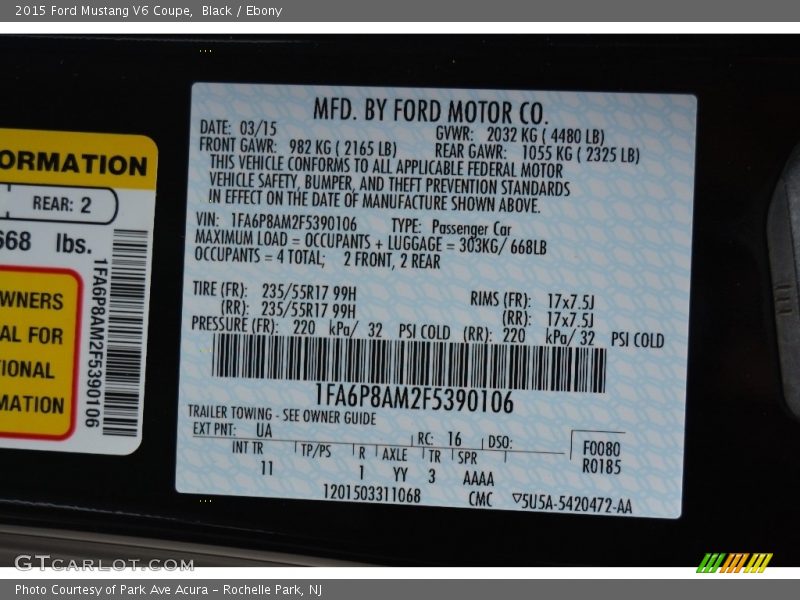 2015 Ford Mustang V6 Coupe, Black / Ebony
ORMATION
REAR: 2
668 lbs.
WNERS
AL FOR
IONAL
MATION
1FA6P8AM2F5390106
MFD. BY FORD MOTOR CO.
DATE: 03/15 GVWR: 2032 KG ( 4480 LB)
FRONT GAWR: 982 KG ( 2165 LB) REAR GAWR: 1055 KG ( 2325 LB)
THIS VEHICLE CONFORMS TO ALL APPLICABLE FEDERAL MOTOR
VEHICLE SAFETY, BUMPER, AND THEFT PREVENTION STANDARDS
IN EFFECT ON THE DATE OF MANUFACTURE SHOWN ABOVE.
VIN: 1FA6P8AM2F5390106 TYPE: Passenger Car
MAXIMUM LOAD = OCCUPANTS + LUGGAGE = 303KG/ 668LB
OCCUPANTS = 4 TOTAL; 2 FRONT, 2 REAR
TIRE (FR): 235/55R17 99H RIMS (FR): 17x7.5J
(RR): 235/55R17 99H (RR): 17x7.5J
PRESSURE (FR): 220 kPa/ 32 PSI COLD (RR): 220 kPa/ 32 PSI COLD
1FA6P8AM2F5390106
TRAILER TOWING - SEE OWNER GUIDE
EXT PNT: UA RC: 16 DSO: F0080
INT TR TP/PS R AXLE TR SPR R0185
11 1 YY 3 AAAA
1201503311068 CMC ▽5U5A-5420472-AA
GTCARLOT.COM
Photo Courtesy of Park Ave Acura – Rochelle Park, NJ